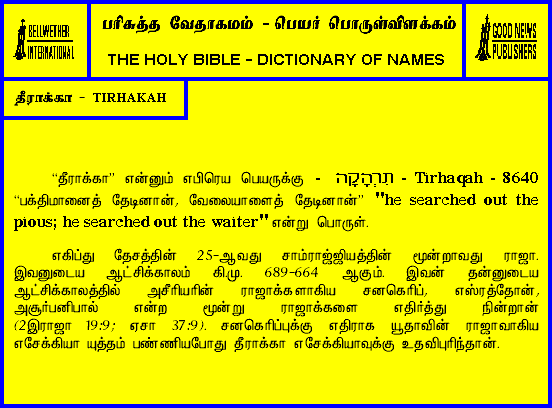 BELLWETHER
INTERNATIONAL
பரிசுத்த வேதாகமம் - பெயர் பொருள்விளக்கம்
THE HOLY BIBLE - DICTIONARY OF NAMES
GOOD NEWS
PUBLISHERS
தீராக்கா - TIRHAKAH
“தீராக்கா” என்னும் எபிரெய பெயருக்கு - תִּרְהָקָה - Tirhaqah - 8640
“பக்திமானைத் தேடினான், வேலையாளைத் தேடினான்” "he searched out the
pious; he searched out the waiter" என்று பொருள்.
எகிப்து தேசத்தின் 25-ஆவது சாம்ராஜ்ஜியத்தின் மூன்றாவது ராஜா.
இவனுடைய ஆட்சிக்காலம் கி.மு. 689-664 ஆகும். இவன் தன்னுடைய
ஆட்சிக்காலத்தில் அசீரியரின் ராஜாக்களாகிய சனகெரிப், எஸ்ரத்தோன்,
அசூர்பனிபால் என்ற மூன்று ராஜாக்களை எதிர்த்து நின்றான்
(2இராஜா 19:9; ஏசா 37:9). சனகெரிப்புக்கு எதிராக யூதாவின் ராஜாவாகிய
எசேக்கியா யுத்தம் பண்ணியபோது தீராக்கா எசேக்கியாவுக்கு உதவிபுரிந்தான்.